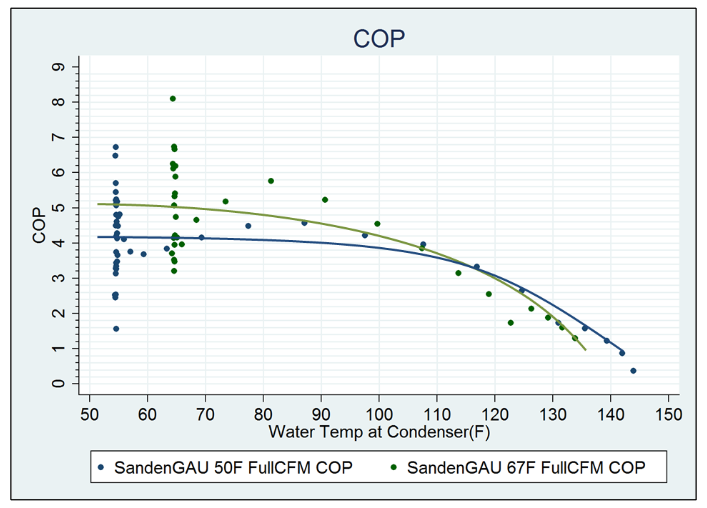 COP
9
8
7
6
5
4
3
2
1
0
COP
50 60 70 80 90 100 110 120 130 140 150
Water Temp at Condenser(F)
SandenGAU 50F FullCFM COP SandenGAU 67F FullCFM COP